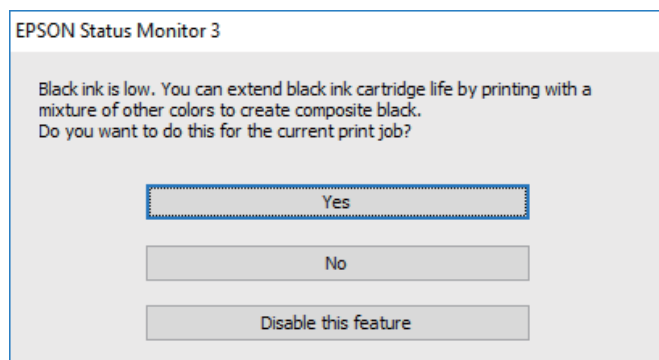 EPSON Status Monitor 3
Black ink is low. You can extend black ink cartridge life by printing with a
mixture of other colors to create composite black.
Do you want to do this for the current print job?
Yes
No
Disable this feature